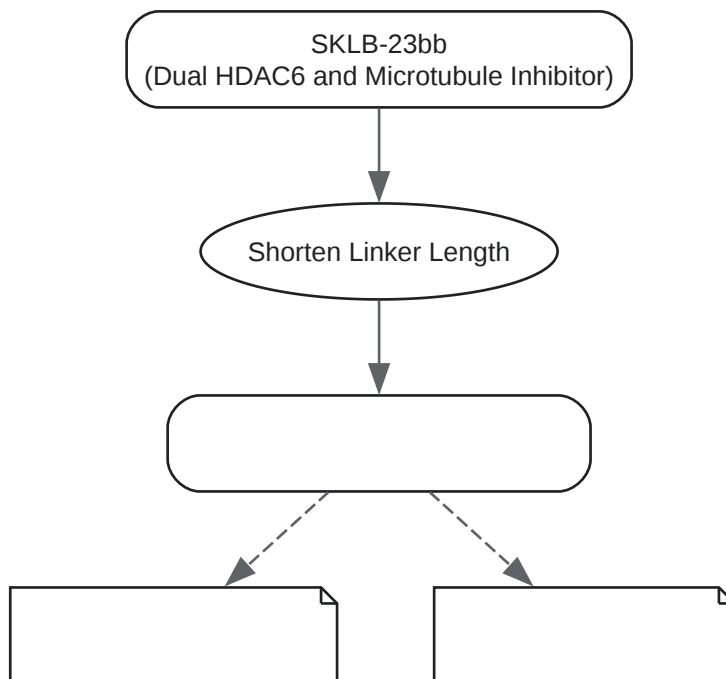 SKLB-23bb
(Dual HDAC6 and Microtubule Inhibitor)
Shorten Linker Length